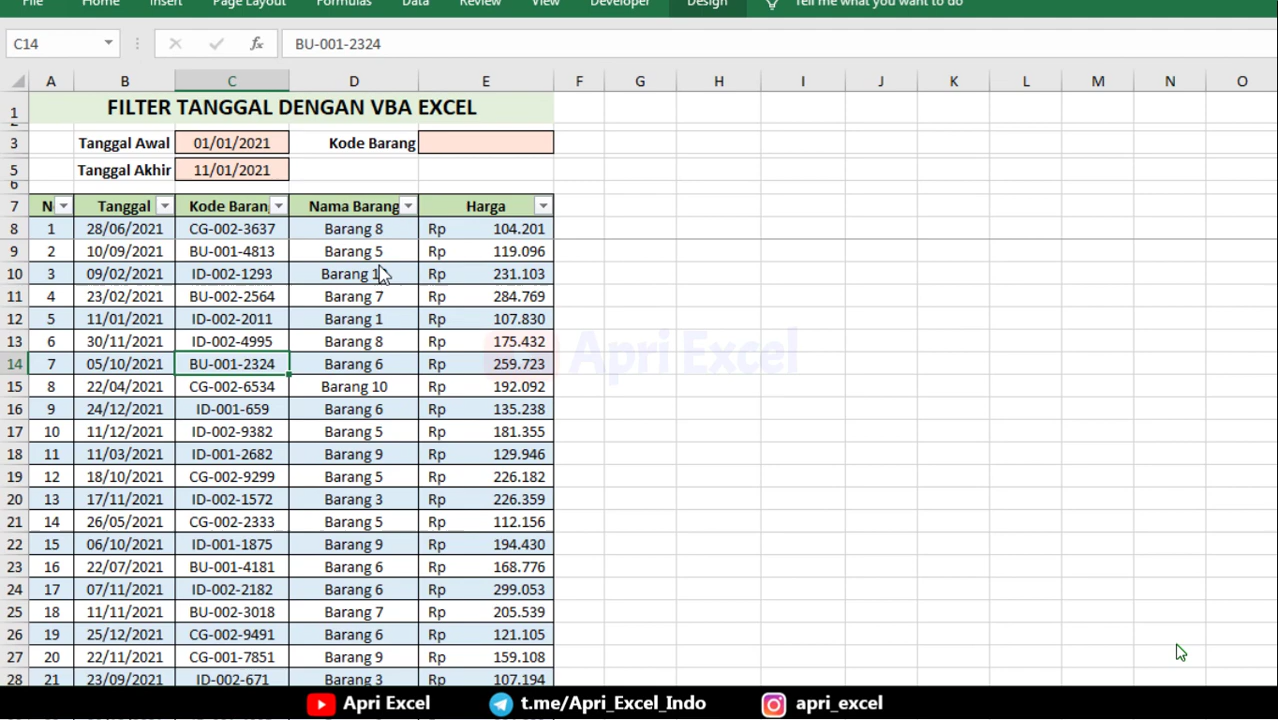 File Home Insert Page Layout Formulas Data Review View Developer Design Tell me what you want to do
C14 fx BU-001-2324
A B C D E F G H I J K L M N O
1 FILTER TANGGAL DENGAN VBA EXCEL
2
3 Tanggal Awal 01/01/2021 Kode Barang
5 Tanggal Akhir 11/01/2021
6
7 N Tanggal Kode Baran Nama Barang Harga
8 1 28/06/2021 CG-002-3637 Barang 8 Rp 104.201
9 2 10/09/2021 BU-001-4813 Barang 5 Rp 119.096
10 3 09/02/2021 ID-002-1293 Barang Rp 231.103
11 4 23/02/2021 BU-002-2564 Barang 7 Rp 284.769
12 5 11/01/2021 ID-002-2011 Barang 1 Rp 107.830
13 6 30/11/2021 ID-002-4995 Barang 8 Rp 175.432
Apri Excel
14 7 05/10/2021 BU-001-2324 Barang 6 Rp 259.723
15 8 22/04/2021 CG-002-6534 Barang 10 Rp 192.092
16 9 24/12/2021 ID-001-659 Barang 6 Rp 135.238
17 10 11/12/2021 ID-002-9382 Barang 5 Rp 181.355
18 11 11/03/2021 ID-001-2682 Barang 9 Rp 129.946
19 12 18/10/2021 CG-002-9299 Barang 5 Rp 226.182
20 13 17/11/2021 ID-002-1572 Barang 3 Rp 226.359
21 14 26/05/2021 CG-002-2333 Barang 5 Rp 112.156
22 15 06/10/2021 ID-001-1875 Barang 9 Rp 194.430
23 16 22/07/2021 BU-001-4181 Barang 6 Rp 168.776
24 17 07/11/2021 ID-002-2182 Barang 6 Rp 299.053
25 18 11/11/2021 BU-002-3018 Barang 7 Rp 205.539
26 19 25/12/2021 CG-002-9491 Barang 6 Rp 121.105
27 20 22/11/2021 CG-001-7851 Barang 9 Rp 159.108
28 21 23/09/2021 ID-002-671 Barang 3 Rp 107.194
Apri Excel t.me/Apri_Excel_Indo apri_excel